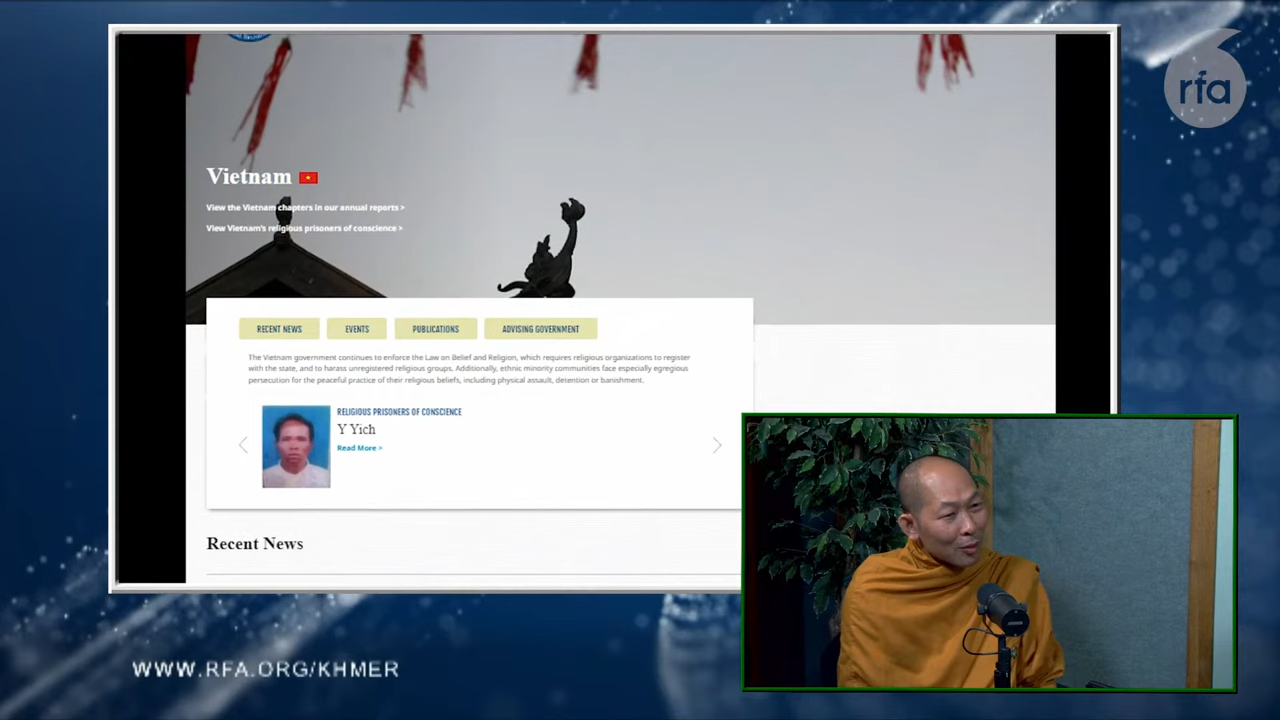 rfa
Vietnam
View the Vietnam chapters in our annual reports >
View Vietnam's religious prisoners of conscience >
RECENT NEWS
EVENTS
PUBLICATIONS
ADVISING GOVERNMENT
The Vietnam government continues to enforce the Law on Belief and Religion, which requires religious organizations to register
with the state, and to harass unregistered religious groups. Additionally, ethnic minority communities face especially egregious
persecution for the peaceful practice of their religious beliefs, including physical assault, detention or banishment.
RELIGIOUS PRISONERS OF CONSCIENCE
Y Yich
Read More >
Recent News
WWW.RFA.ORG/KHMER